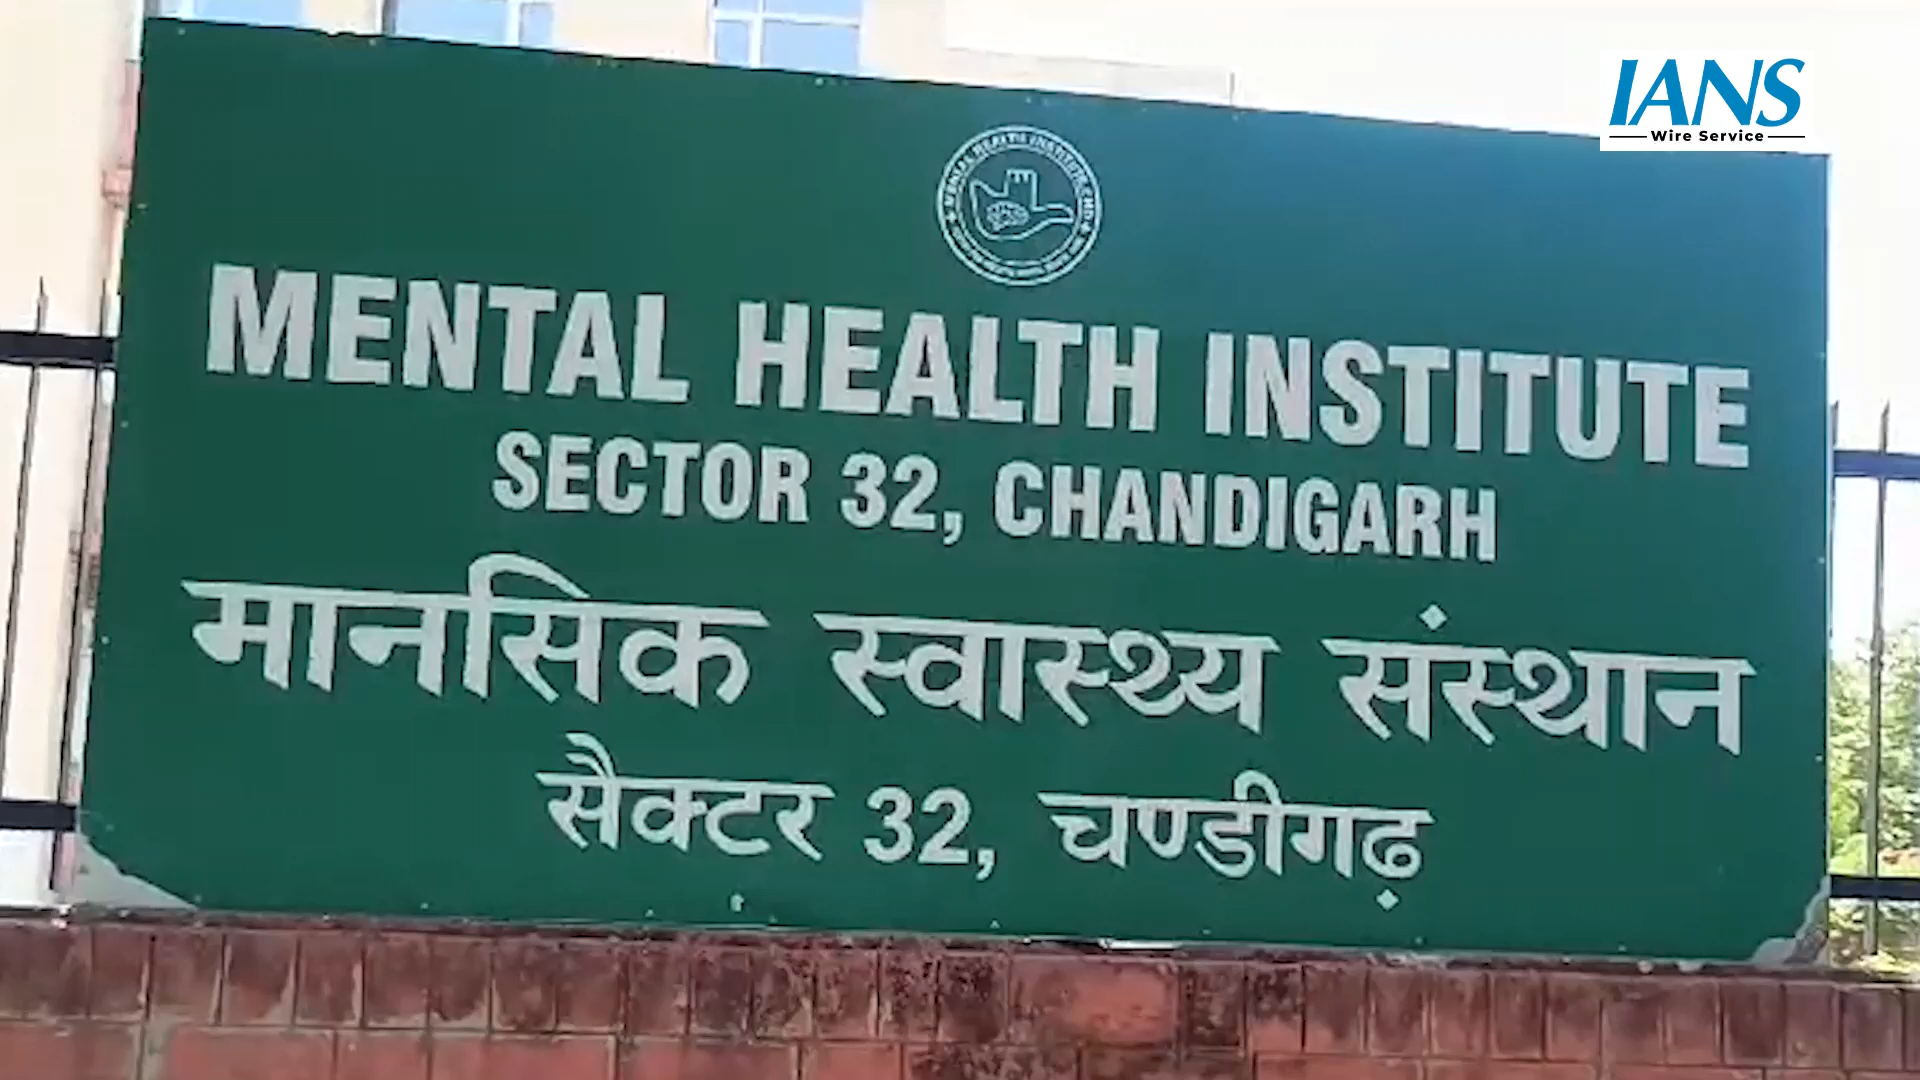 IANS
Wire Service
MENTAL HEALTH INSTITUTE
SECTOR 32, CHANDIGARH
मानसिक स्वास्थ्य संस्थान
सैक्टर 32, चण्डीगढ़